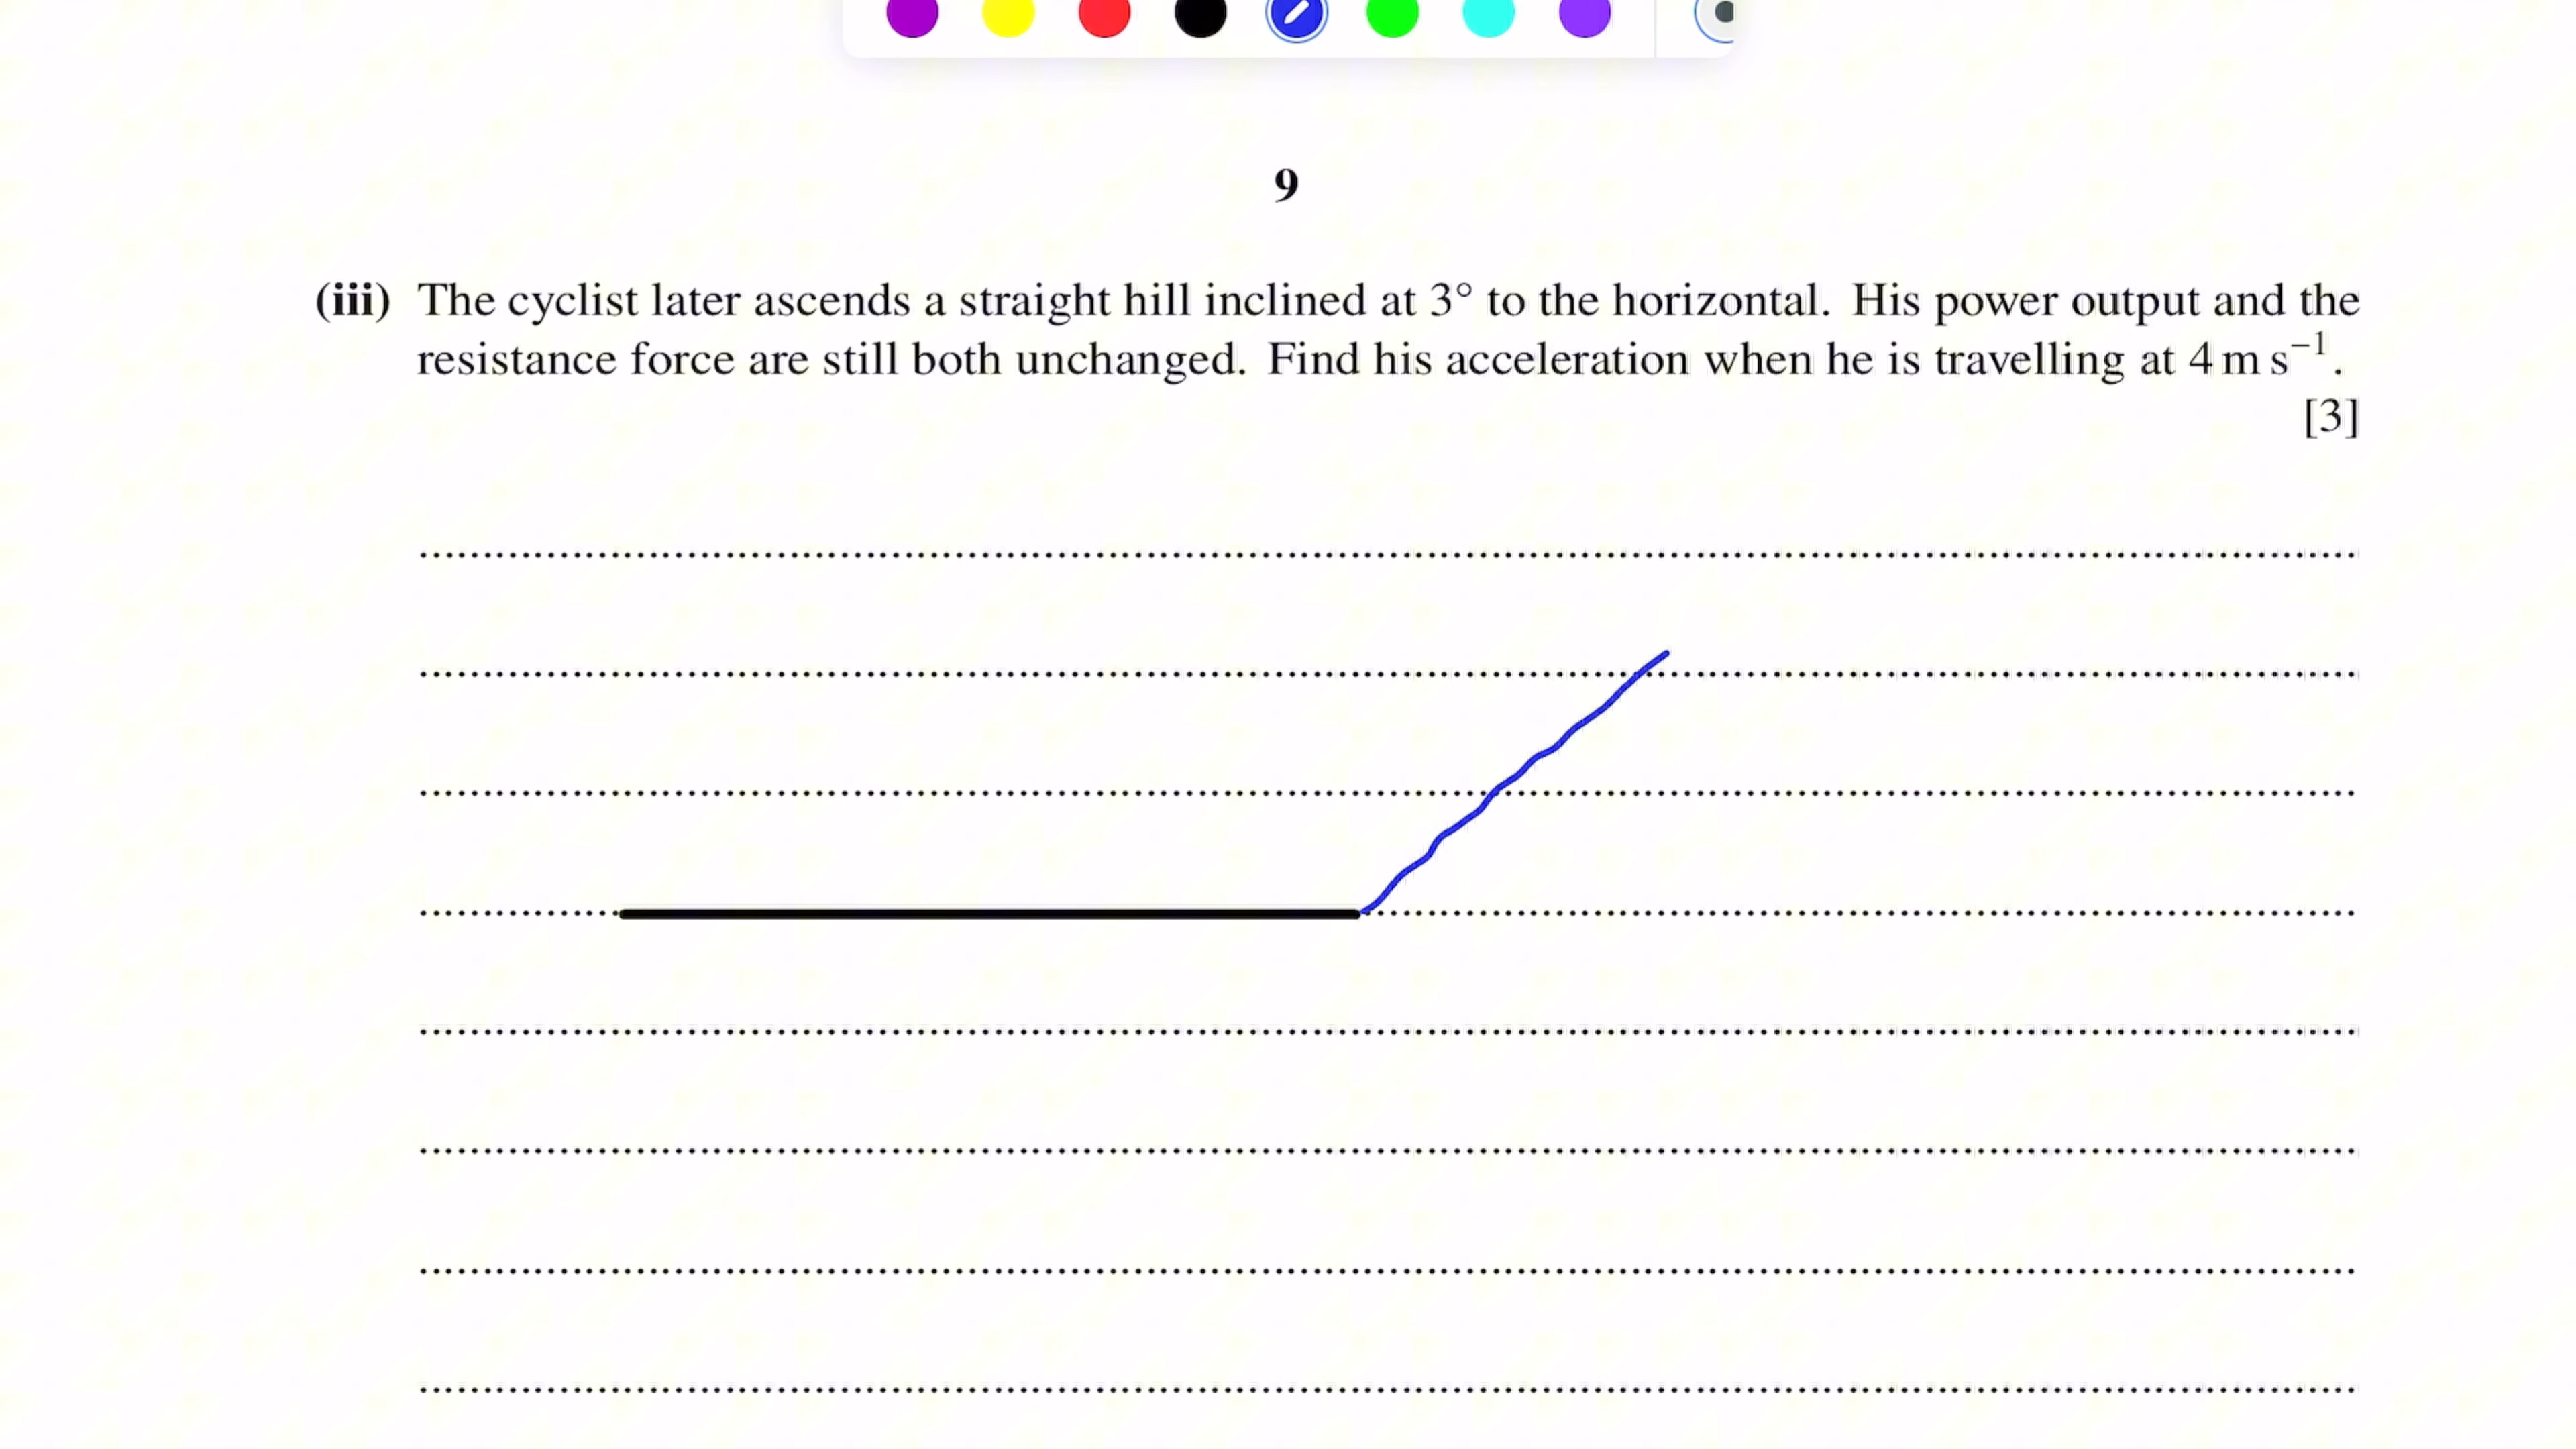 9
(iii) The cyclist later ascends a straight hill inclined at 3° to the horizontal. His power output and the
resistance force are still both unchanged. Find his acceleration when he is travelling at 4 m s⁻¹.
[3]